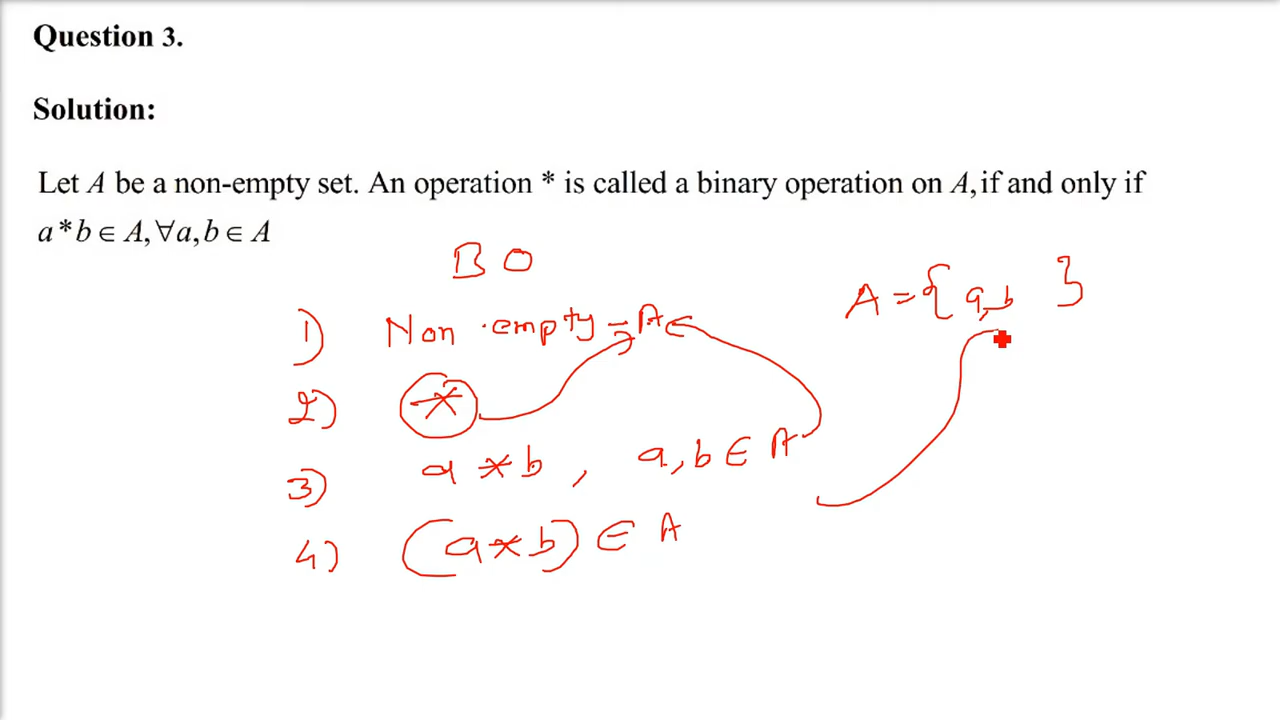 Question 3.
Solution:
Let A be a non-empty set. An operation * is called a binary operation on A, if and only if
a * b ∈ A, ∀a, b ∈ A
B O
A = { a, b }
1) Non-empty - A
2) *
3) a * b , a, b ∈ A
4) (a * b) ∈ A